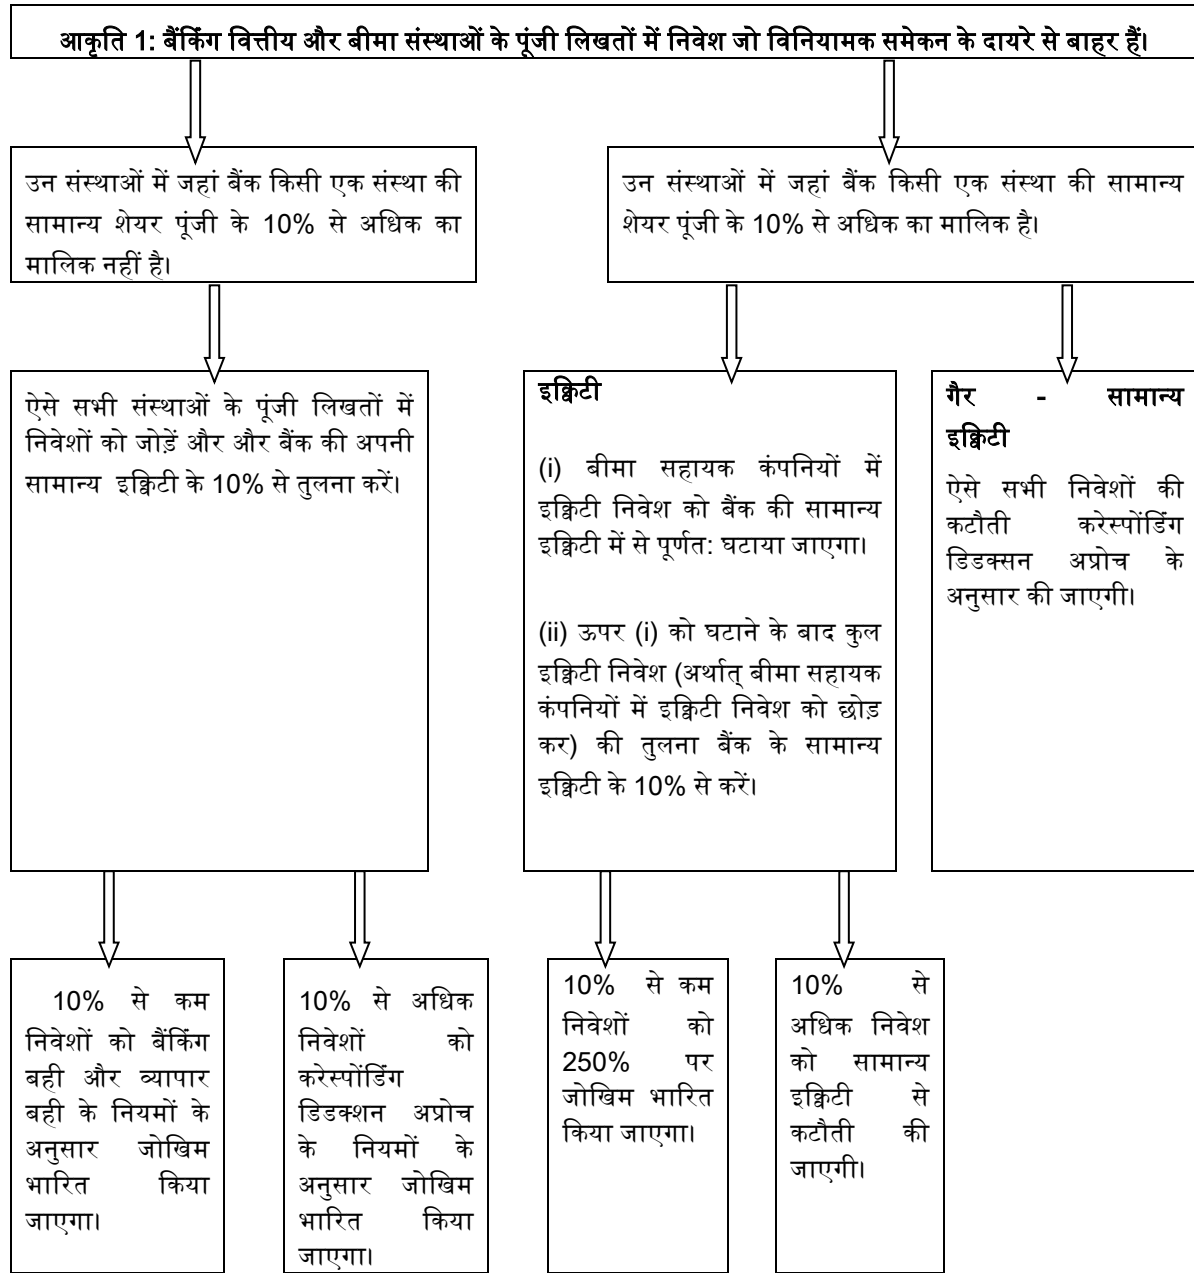 आकृति 1: बैंकिंग वित्तीय और बीमा संस्थाओं के पूंजी लिखतों में निवेश जो विनियामक समेकन के दायरे से बाहर हैं।
उन संस्थाओं में जहां बैंक किसी एक संस्था की
सामान्य शेयर पूंजी के 10% से अधिक का
मालिक नहीं है।
उन संस्थाओं में जहां बैंक किसी एक संस्था की सामान्य
शेयर पूंजी के 10% से अधिक का मालिक है।
ऐसे सभी संस्थाओं के पूंजी लिखतों में
निवेशों को जोड़ें और और बैंक की अपनी
सामान्य इक्विटी के 10% से तुलना करें।
इक्विटी
(i) बीमा सहायक कंपनियों में
इक्विटी निवेश को बैंक की सामान्य
इक्विटी में से पूर्णत: घटाया जाएगा।
(ii) ऊपर (i) को घटाने के बाद कुल
इक्विटी निवेश (अर्थात् बीमा सहायक
कंपनियों में इक्विटी निवेश को छोड़
कर) की तुलना बैंक के सामान्य
इक्विटी के 10% से करें।
गैर - सामान्य
इक्विटी
ऐसे सभी निवेशों की
कटौती करेस्पोंडिंग
डिडक्सन अप्रोच के
अनुसार की जाएगी।
10% से कम
निवेशों को बैंकिंग
बही और व्यापार
बही के नियमों के
अनुसार जोखिम
भारित किया
जाएगा।
10% से अधिक
निवेशों को
करेस्पोंडिंग
डिडक्शन अप्रोच
के नियमों के
अनुसार जोखिम
भारित किया
जाएगा।
10% से कम
निवेशों को
250% पर
जोखिम भारित
किया जाएगा।
10% से
अधिक निवेश
को सामान्य
इक्विटी से
कटौती की
जाएगी।